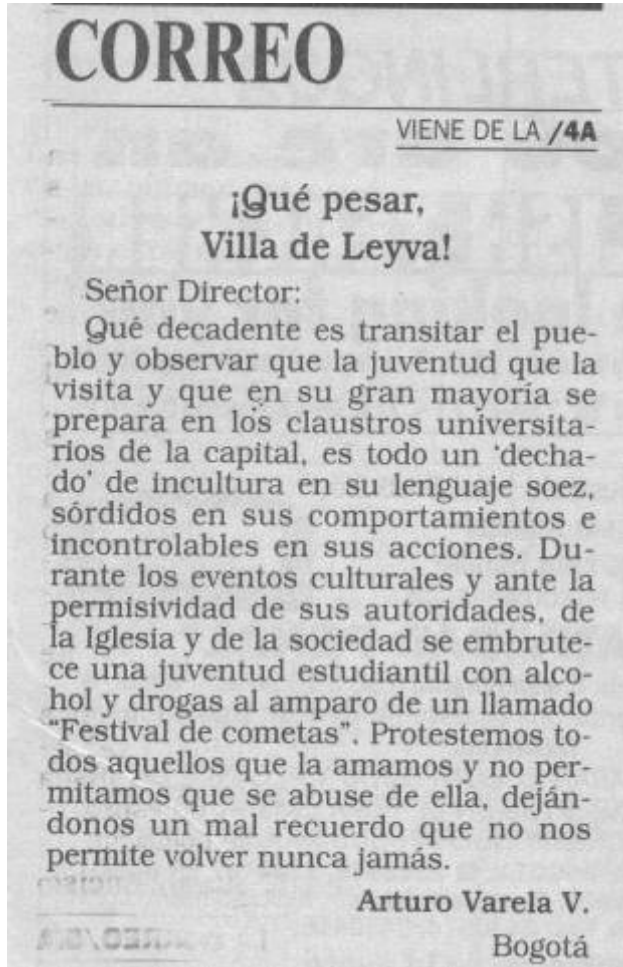 CORREO
VIENE DE LA /4A
¡Qué pesar,
Villa de Leyva!
Señor Director:
Qué decadente es transitar el pue-
blo y observar que la juventud que la
visita y que en su gran mayoría se
prepara en los claustros universita-
rios de la capital, es todo un 'decha-
do' de incultura en su lenguaje soez,
sórdidos en sus comportamientos e
incontrolables en sus acciones. Du-
rante los eventos culturales y ante la
permisividad de sus autoridades, de
la Iglesia y de la sociedad se embrute-
ce una juventud estudiantil con alco-
hol y drogas al amparo de un llamado
"Festival de cometas". Protestemos to-
dos aquellos que la amamos y no per-
mitamos que se abuse de ella, deján-
donos un mal recuerdo que no nos
permite volver nunca jamás.
Arturo Varela V.
Bogotá